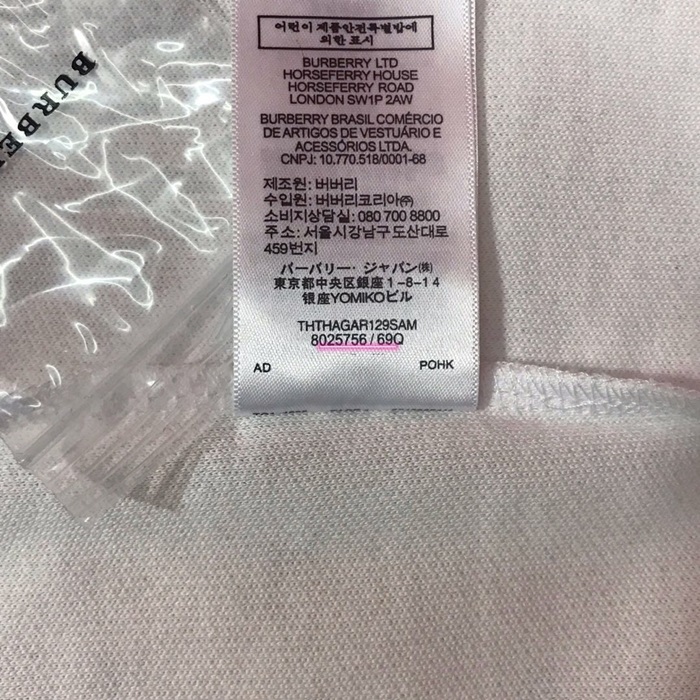 BURBE
어린이제품안전특별법에
의한 표시
BURBERRY LTD
HORSEFERRY HOUSE
HORSEFERRY ROAD
LONDON SW1P 2AW
BURBERRY BRASIL COMÉRCIO
DE ARTIGOS DE VESTUÁRIO E
ACESSÓRIOS LTDA.
CNPJ: 10.770.518/0001-68
제조원: 버버리
수입원: 버버리코리아㈜
소비지상담실: 080 700 8800
주소: 서울시강남구도산대로
459번지
バーバリー・ジャパン㈱
東京都中央区銀座1-8-14
銀座YOMIKOビル
THTHAGAR129SAM
8025756 / 69Q
AD POHK